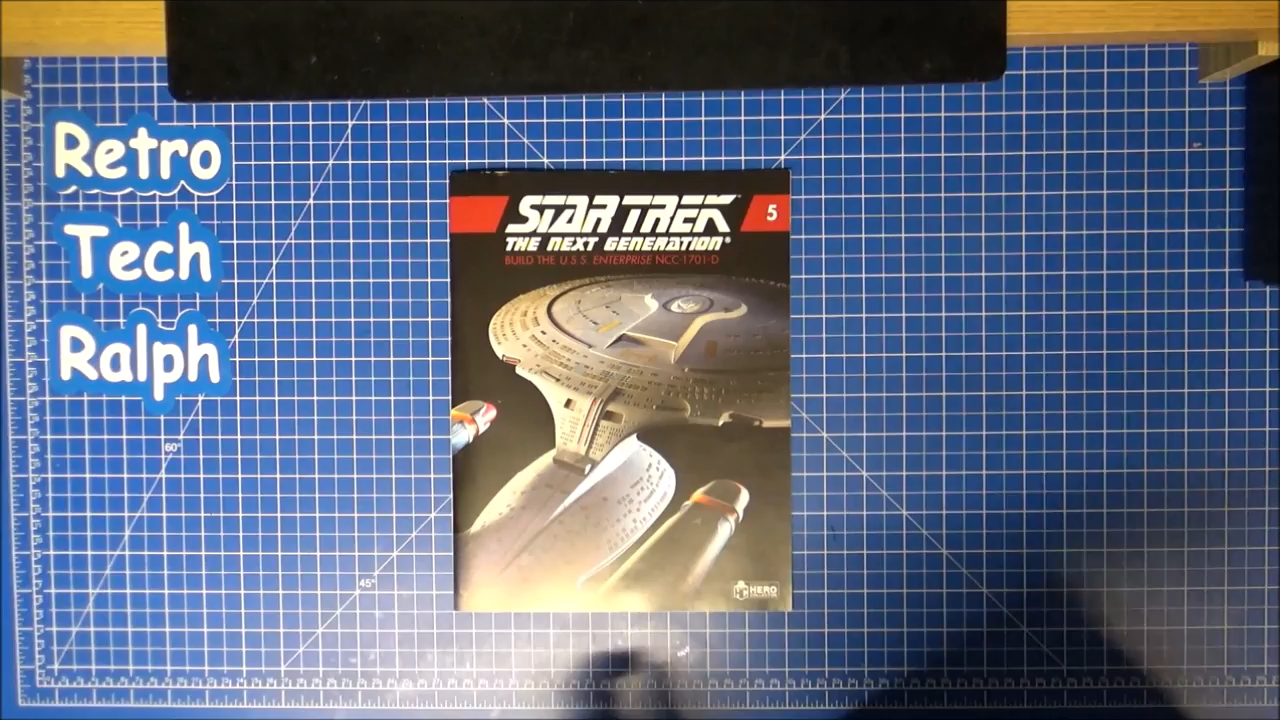 Retro
Tech
Ralph
STAR TREK
5
THE NEXT GENERATION®
BUILD THE U.S.S. ENTERPRISE NCC-1701-D
60°
45°
HERO